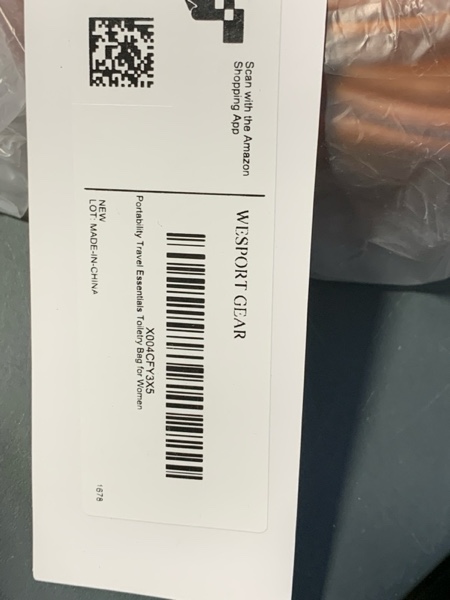 Scan with the Amazon
Shopping App
WESPORT GEAR
X004CFY3X5
Portability Travel Essentials Toiletry Bag for Women
NEW
LOT: MADE-IN-CHINA
1678